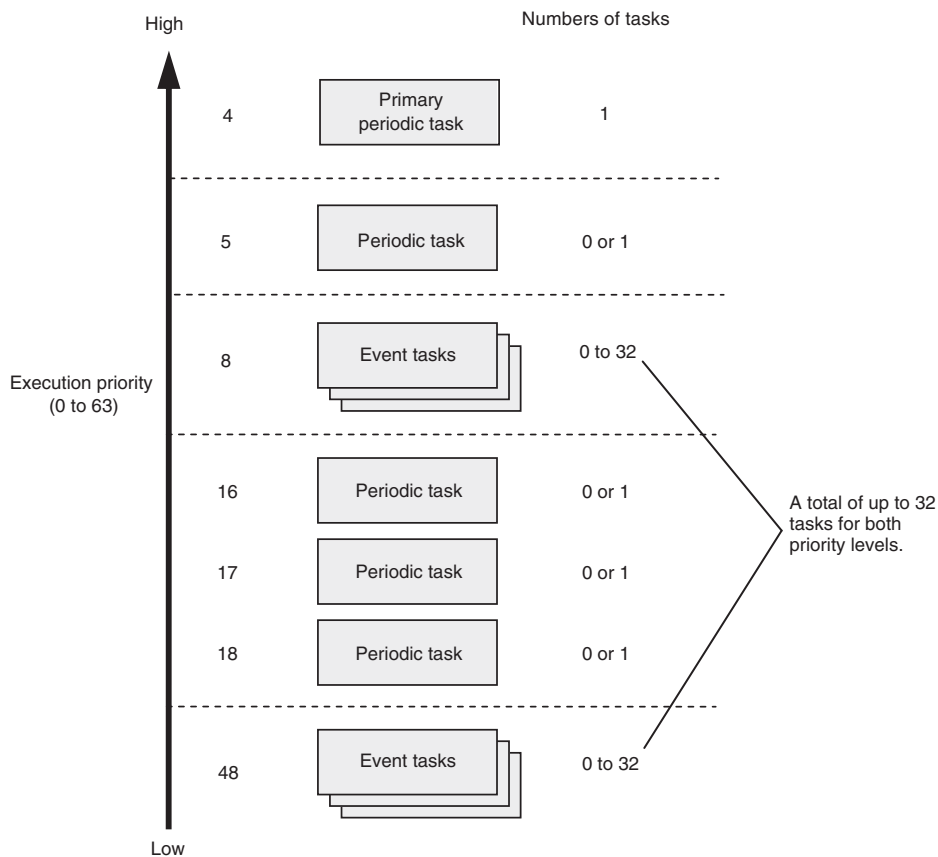 Numbers of tasks
High
4
Primary
periodic task
1
5
Periodic task
0 or 1
8
Event tasks
0 to 32
Execution priority
(0 to 63)
16
Periodic task
0 or 1
A total of up to 32
tasks for both
priority levels.
17
Periodic task
0 or 1
18
Periodic task
0 or 1
48
Event tasks
0 to 32
Low